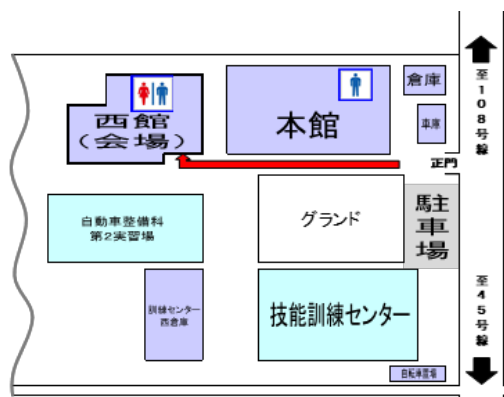 西館
(会場)
本館
倉庫
車庫
正門
至108号線
自動車整備科
第2実習場
グランド
駐車場
訓練センター
西倉庫
技能訓練センター
自転車置場
至45号線